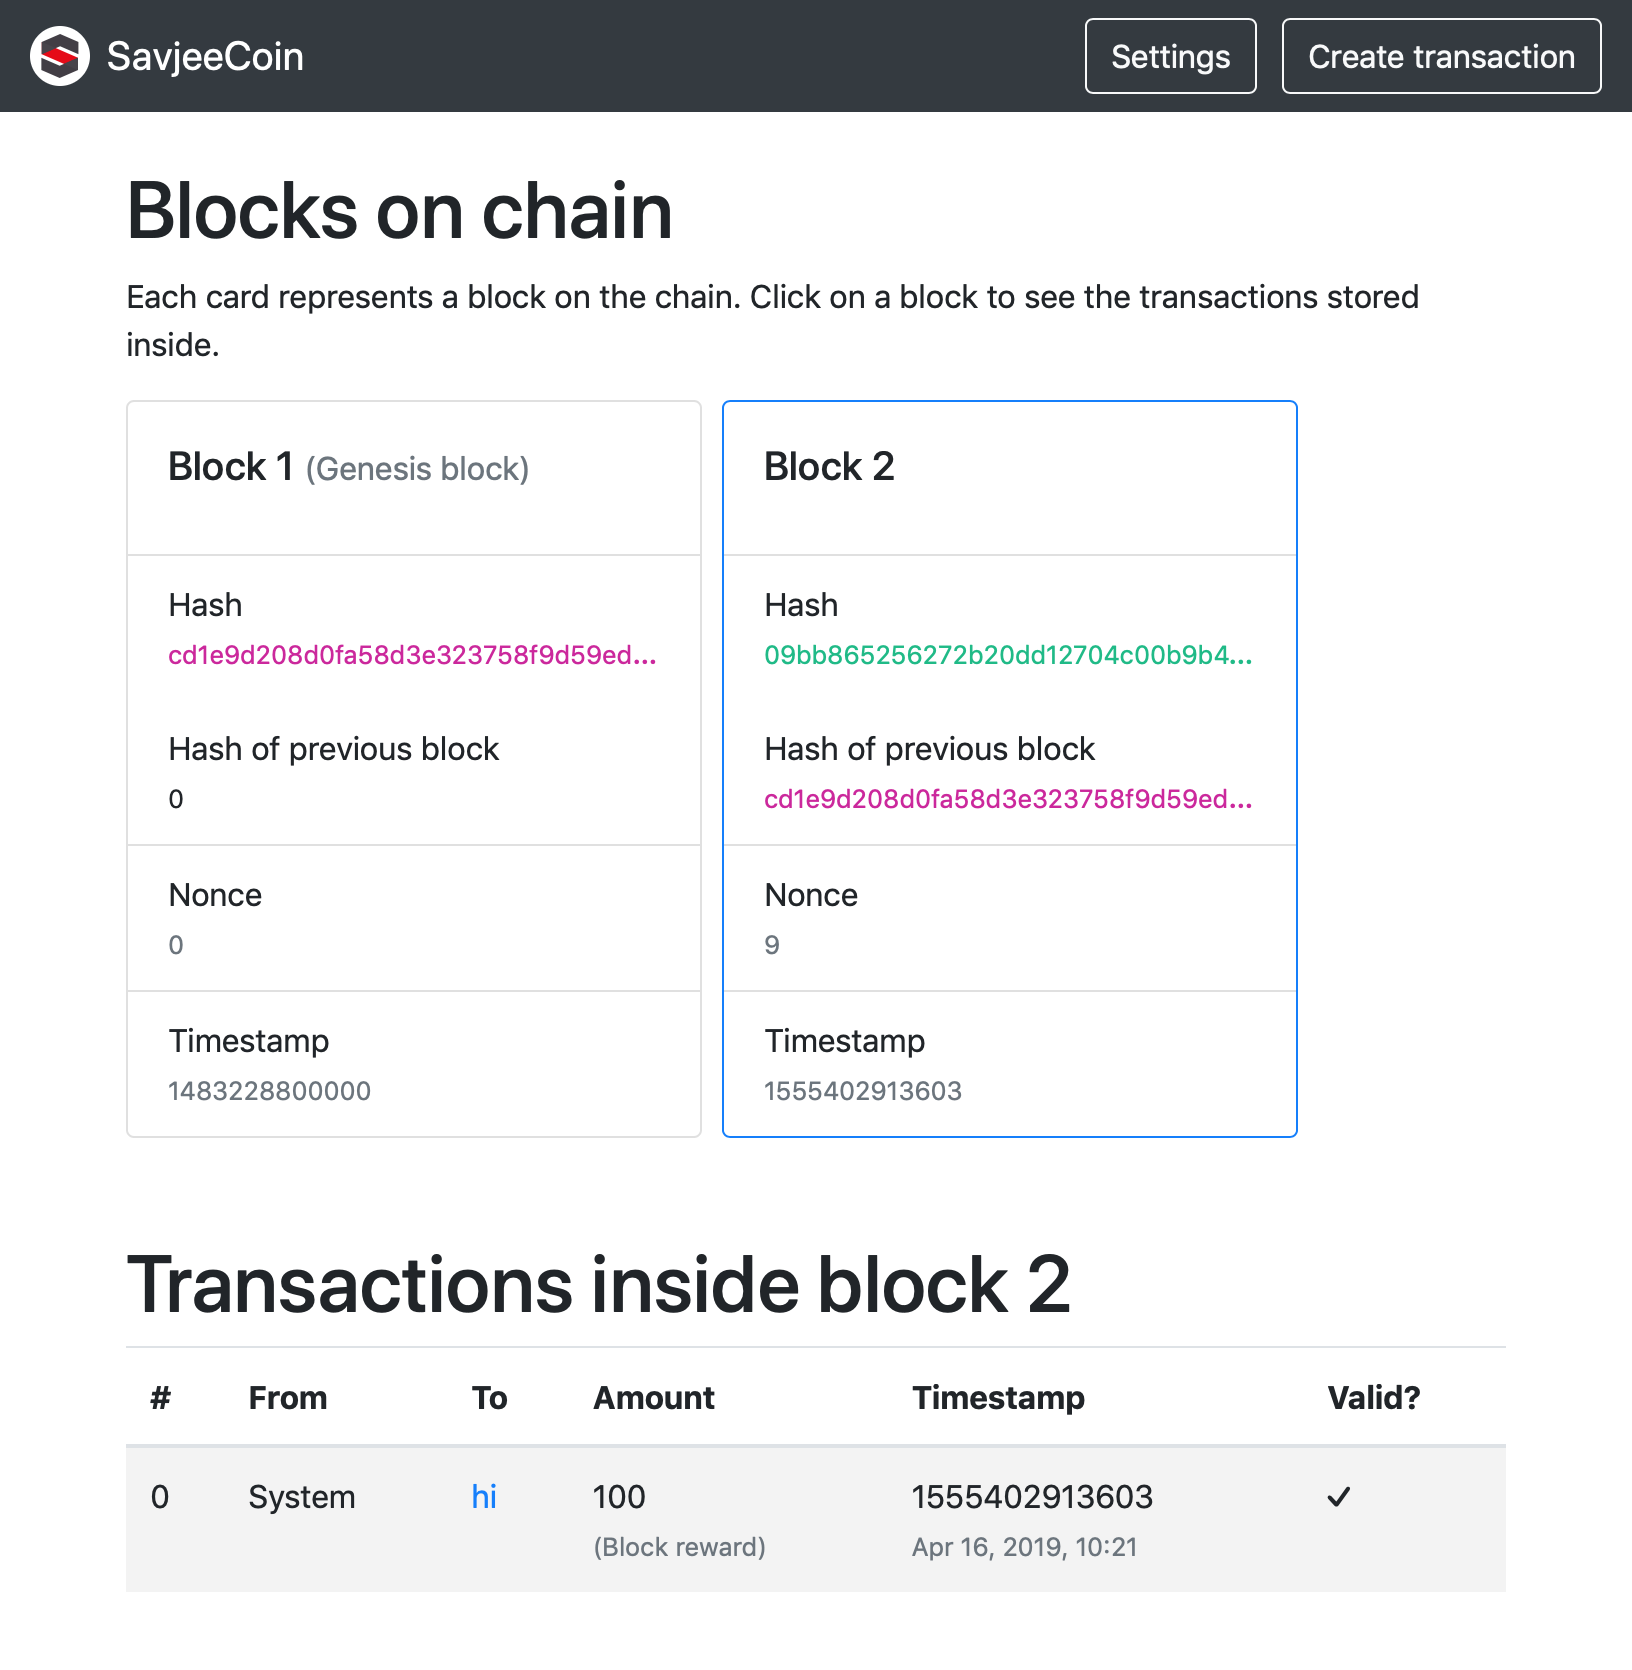 SavjeeCoin
Settings
Create transaction
Blocks on chain
Each card represents a block on the chain. Click on a block to see the transactions stored
inside.
Block 1 (Genesis block)
Hash
cd1e9d208d0fa58d3e323758f9d59ed...
Hash of previous block
0
Nonce
0
Timestamp
1483228800000
Block 2
Hash
09bb865256272b20dd12704c00b9b4...
Hash of previous block
cd1e9d208d0fa58d3e323758f9d59ed...
Nonce
9
Timestamp
1555402913603
Transactions inside block 2
# From To Amount Timestamp Valid?
0 System hi 100 1555402913603 ✓
(Block reward) Apr 16, 2019, 10:21